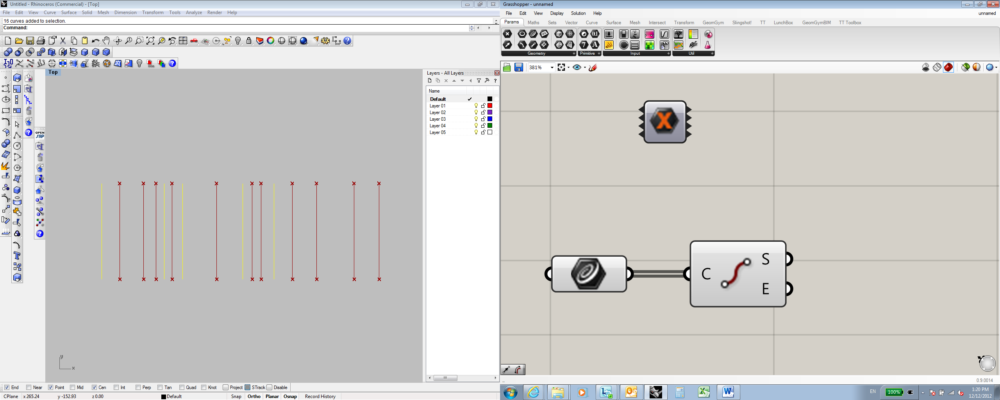 Untitled - Rhinoceros (Commercial) - [Top]
File Edit View Curve Surface Solid Mesh Dimension Transform Tools Analyze Render Help
16 curves added to selection.
Command:
Top
OPEN
SAP
Layers - All Layers
Name
Default
Layer 01
Layer 02
Layer 03
Layer 04
Layer 05
y
x
End Near Point Mid Cen Int Perp Tan Quad Knot Project STrack Disable
CPlane x 265.24 y -152.93 z 0.00 Default Snap Ortho Planar Osnap Record History
Grasshopper - unnamed
File Edit View Display Solution Help unnamed
Params Maths Sets Vector Curve Surface Mesh Intersect Transform GeomGym Slingshot! TT LunchBox GeomGymBIM TT Toolbox
Geometry Primitive Input Util
381%
C
S
E
0.9.0014
EN 100% 1:20 PM
12/12/2012